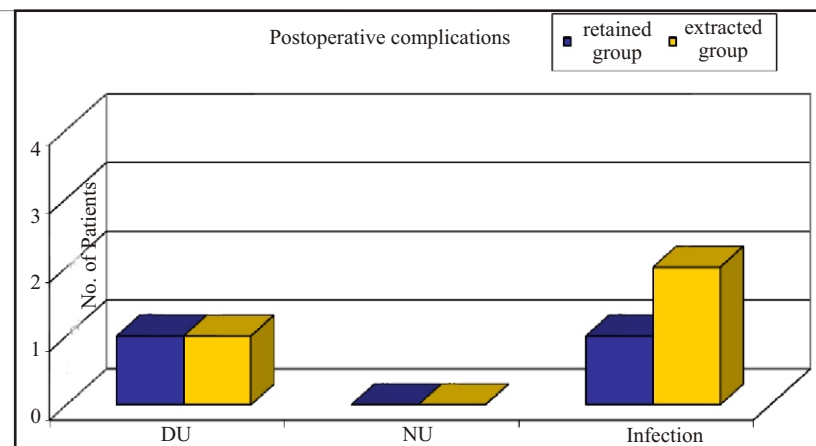 Postoperative complications
retained group
extracted group
No. of Patients
4
3
2
1
0
DU
NU
Infection